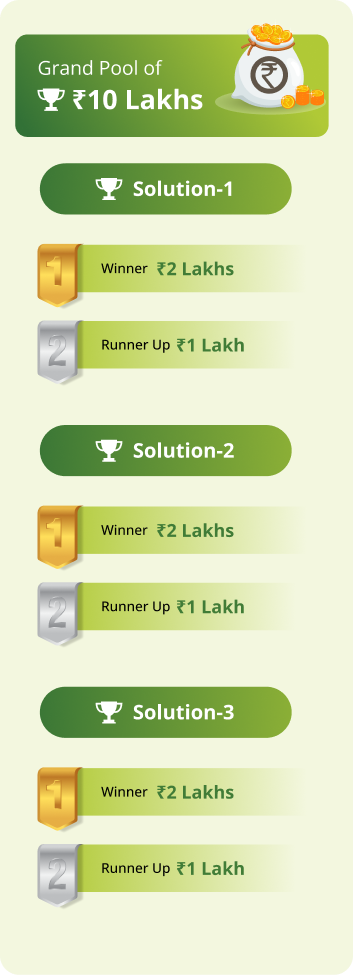 Grand Pool of
₹10 Lakhs
₹
Solution-1
1
Winner ₹2 Lakhs
2
Runner Up ₹1 Lakh
Solution-2
1
Winner ₹2 Lakhs
2
Runner Up ₹1 Lakh
Solution-3
1
Winner ₹2 Lakhs
2
Runner Up ₹1 Lakh